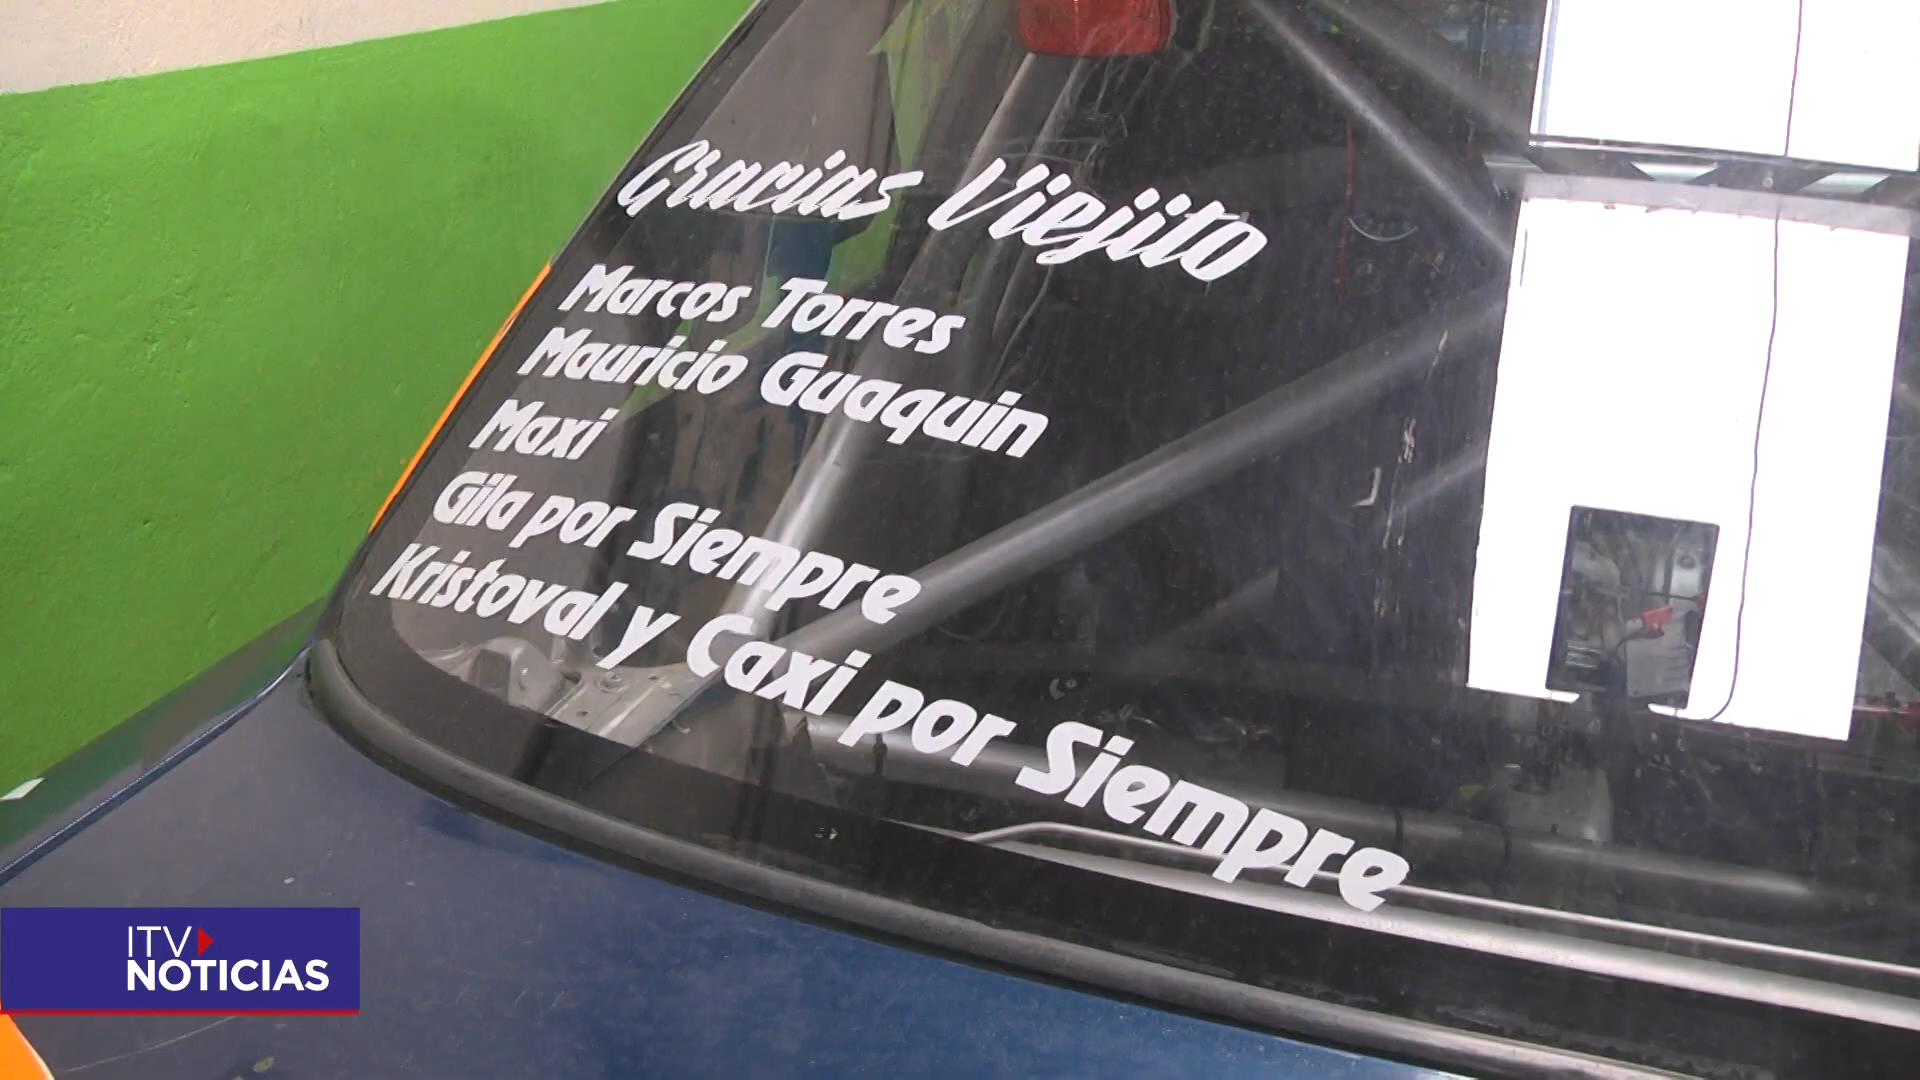 Gracias Viejito
Marcos Torres
Mauricio Guaquin
Maxi
Gila por Siempre
Kristoval y Caxi por Siempre
ITV
NOTICIAS